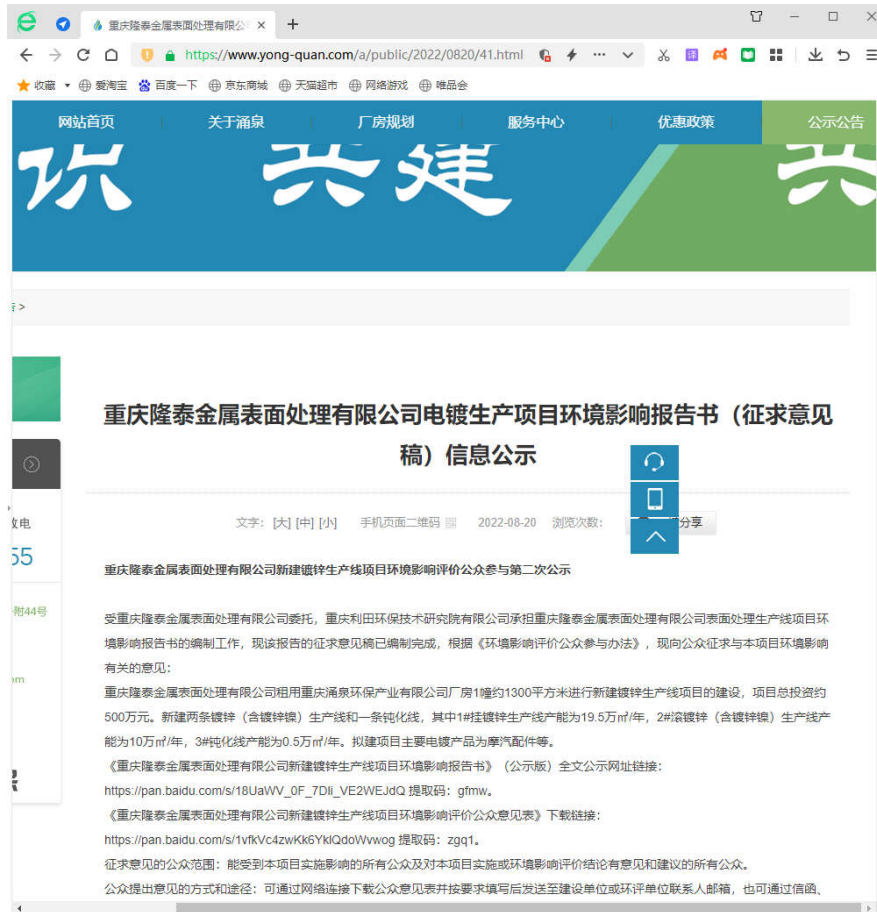 重庆隆泰金属表面处理有限公
https://www.yong-quan.com/a/public/2022/0820/41.html
收藏 爱淘宝 百度一下 京东商城 天猫超市 网络游戏 唯品会
网站首页 关于涌泉 厂房规划 服务中心 优惠政策 公示公告
识 共建 共
重庆隆泰金属表面处理有限公司电镀生产项目环境影响报告书（征求意见
稿）信息公示
文字： [大] [中] [小] 手机页面二维码 2022-08-20 浏览次数： 分享
致电
55
附44号
om
重庆隆泰金属表面处理有限公司新建镀锌生产线项目环境影响评价公众参与第二次公示
受重庆隆泰金属表面处理有限公司委托，重庆利田环保技术研究院有限公司承担重庆隆泰金属表面处理有限公司表面处理生产线项目环
境影响报告书的编制工作，现该报告的征求意见稿已编制完成，根据《环境影响评价公众参与办法》，现向公众征求与本项目环境影响
有关的意见：
重庆隆泰金属表面处理有限公司租用重庆涌泉环保产业有限公司厂房1幢约1300平方米进行新建镀锌生产线项目的建设，项目总投资约
500万元。新建两条镀锌（含镀锌镍）生产线和一条钝化线，其中1#挂镀锌生产线产能为19.5万㎡/年，2#滚镀锌（含镀锌镍）生产线产
能为10万㎡/年，3#钝化线产能为0.5万㎡/年。拟建项目主要电镀产品为摩汽配件等。
《重庆隆泰金属表面处理有限公司新建镀锌生产线项目环境影响报告书》（公示版）全文公示网址链接：
https://pan.baidu.com/s/18UaWV_0F_7Dli_VE2WEJdQ 提取码：gfmw。
《重庆隆泰金属表面处理有限公司新建镀锌生产线项目环境影响评价公众意见表》下载链接：
https://pan.baidu.com/s/1vfkVc4zwKk6YklQdoWvwog 提取码：zgq1。
征求意见的公众范围：能受到本项目实施影响的所有公众及对本项目实施或环境影响评价结论有意见和建议的所有公众。
公众提出意见的方式和途径：可通过网络连接下载公众意见表并按要求填写后发送至建设单位或环评单位联系人邮箱，也可通过信函、